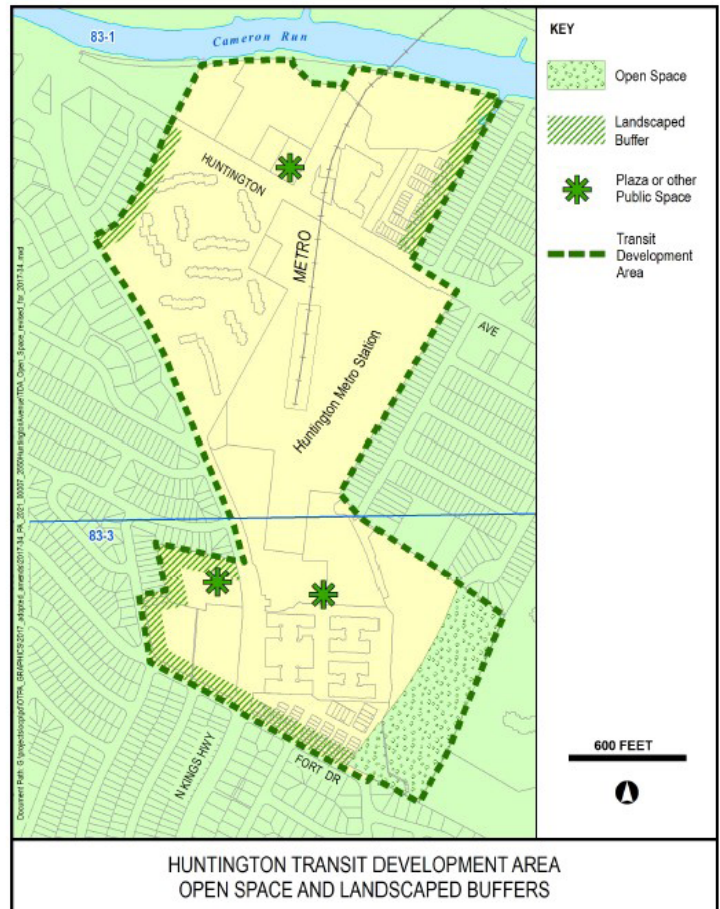 83-1
Cameron Run
HUNTINGTON
METRO
AVE
Huntington Metro Station
83-3
N KINGS HWY
FORT DR
KEY
Open Space
Landscaped
Buffer
Plaza or other
Public Space
Transit
Development
Area
600 FEET
HUNTINGTON TRANSIT DEVELOPMENT AREA
OPEN SPACE AND LANDSCAPED BUFFERS